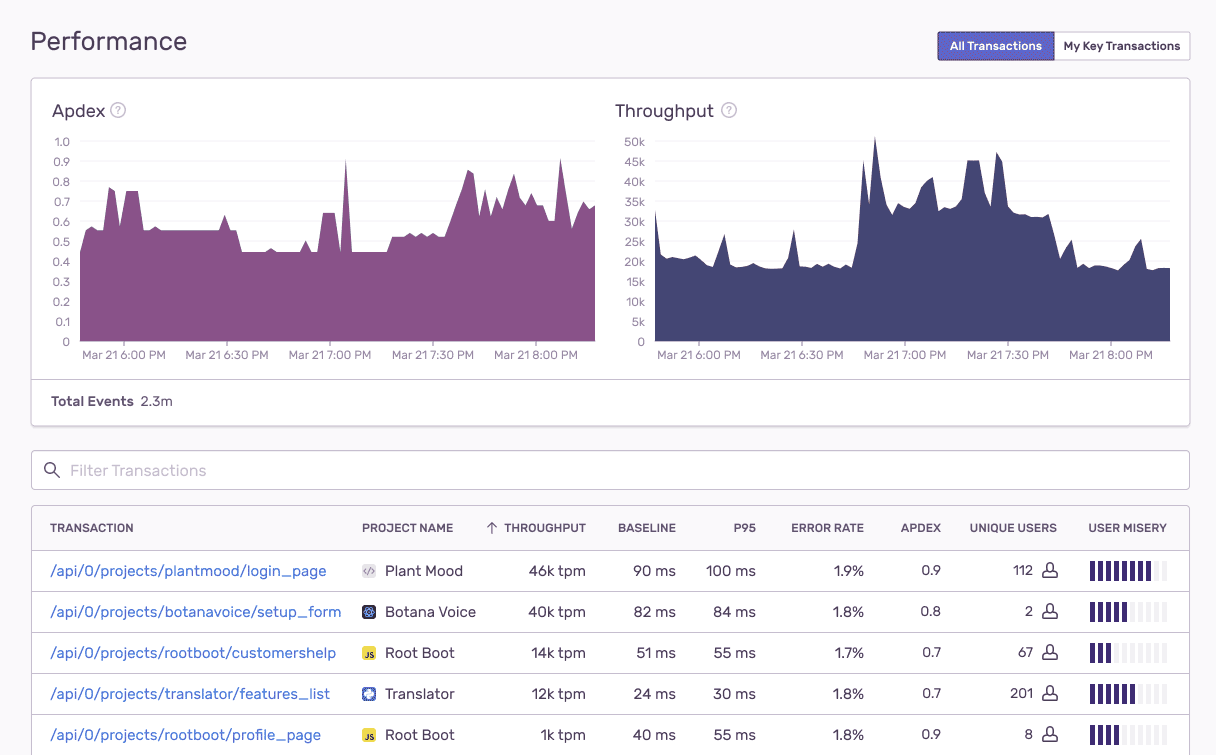 Performance
All Transactions My Key Transactions
Apdex ?
1.0
0.9
0.8
0.7
0.6
0.5
0.4
0.3
0.2
0.1
0
Mar 21 6:00 PM Mar 21 6:30 PM Mar 21 7:00 PM Mar 21 7:30 PM Mar 21 8:00 PM
Throughput ?
50k
45k
40k
35k
30k
25k
20k
15k
10k
5k
0
Mar 21 6:00 PM Mar 21 6:30 PM Mar 21 7:00 PM Mar 21 7:30 PM Mar 21 8:00 PM
Total Events 2.3m
Filter Transactions
TRANSACTION PROJECT NAME THROUGHPUT BASELINE P95 ERROR RATE APDEX UNIQUE USERS USER MISERY
/api/0/projects/plantmood/login_page Plant Mood 46k tpm 90 ms 100 ms 1.9% 0.9 112
/api/0/projects/botanavoice/setup_form Botana Voice 40k tpm 82 ms 84 ms 1.8% 0.8 2
/api/0/projects/rootboot/customershelp JS Root Boot 14k tpm 51 ms 55 ms 1.7% 0.7 67
/api/0/projects/translator/features_list Translator 12k tpm 24 ms 30 ms 1.8% 0.7 201
/api/0/projects/rootboot/profile_page JS Root Boot 1k tpm 40 ms 55 ms 1.8% 0.9 8